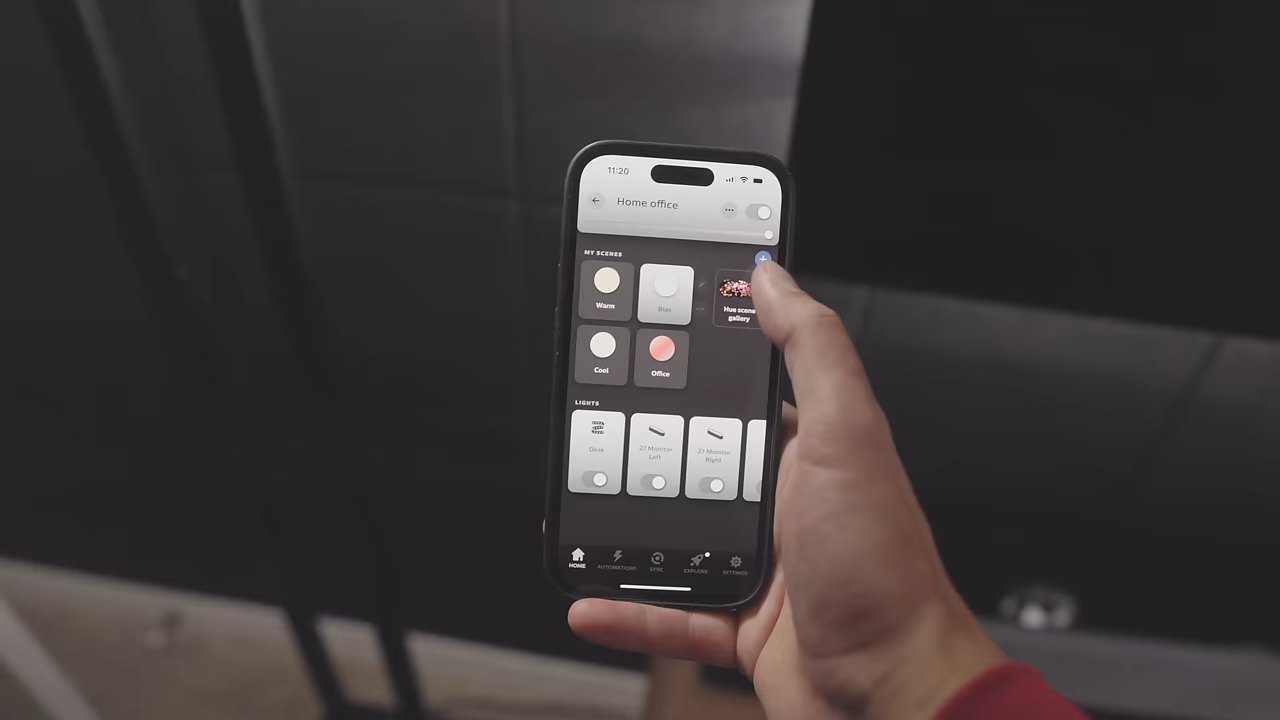 11:20
Home office
MY SCENES
Warm
Bias
Hue scene
gallery
Cool
Office
LIGHTS
27 Monitor
Left
27 Monitor
Right
HOME
AUTOMATIONS
SYNC
EXPLORE
SETTINGS